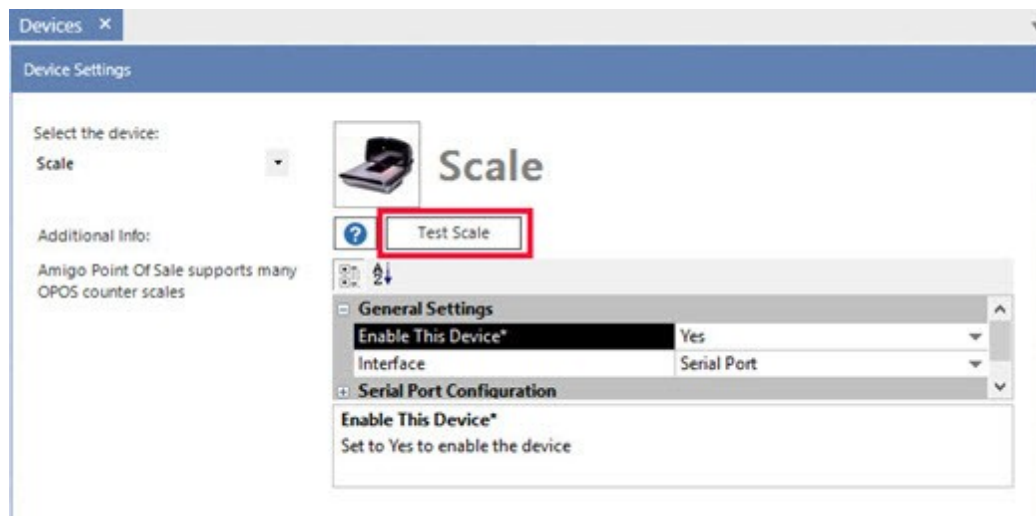 Devices ×
Device Settings
Select the device:
Scale
Scale
Additional Info:
? Test Scale
Amigo Point Of Sale supports many
OPOS counter scales
General Settings
Enable This Device* Yes
Interface Serial Port
Serial Port Configuration
Enable This Device*
Set to Yes to enable the device